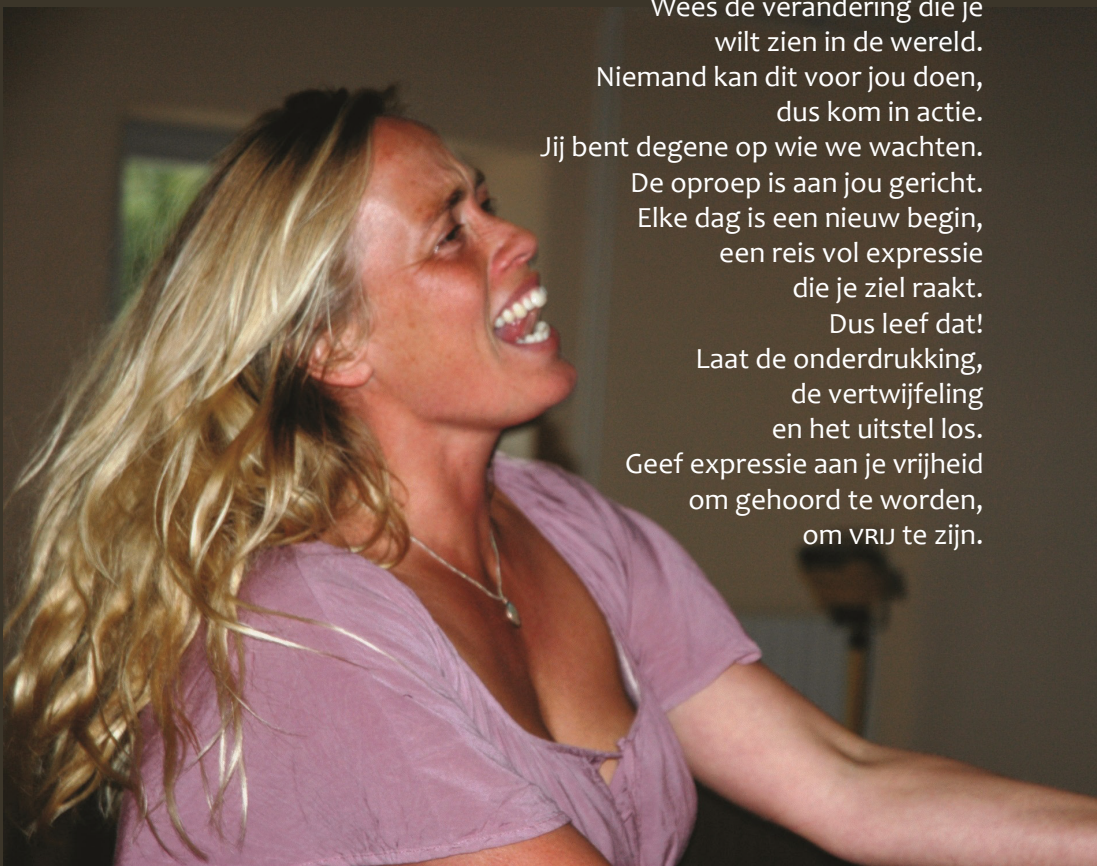 Wees de verandering die je
wilt zien in de wereld.
Niemand kan dit voor jou doen,
dus kom in actie.
Jij bent degene op wie we wachten.
De oproep is aan jou gericht.
Elke dag is een nieuw begin,
een reis vol expressie
die je ziel raakt.
Dus leef dat!
Laat de onderdrukking,
de vertwijfeling
en het uitstel los.
Geef expressie aan je vrijheid
om gehoord te worden,
om VRIJ te zijn.